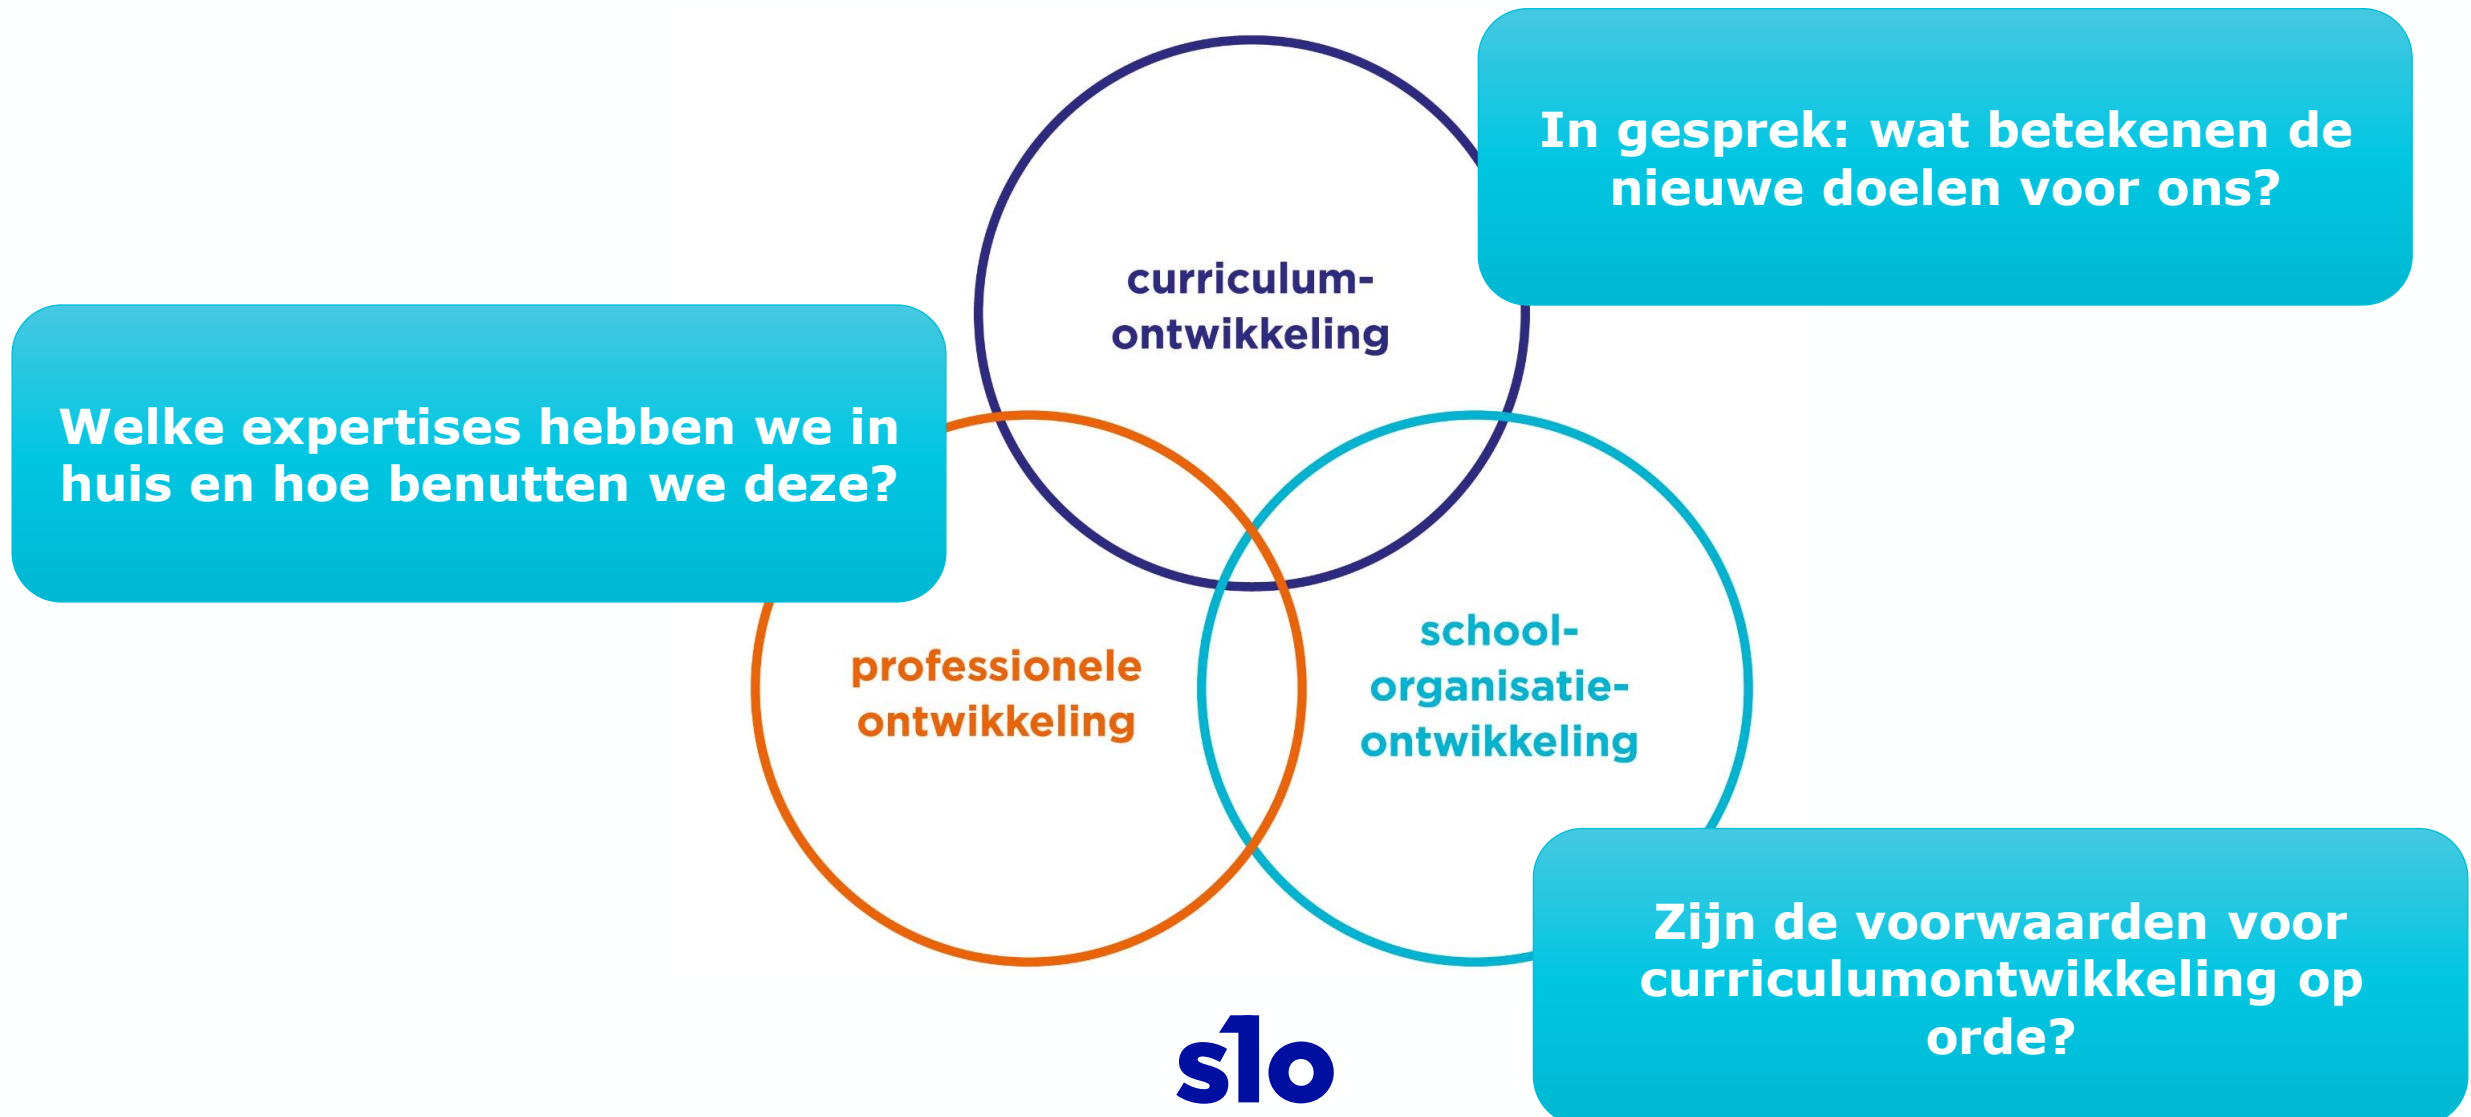 In gesprek: wat betekenen de
nieuwe doelen voor ons?
curriculum-
ontwikkeling
Welke expertises hebben we in
huis en hoe benutten we deze?
professionele
ontwikkeling
school-
organisatie-
ontwikkeling
Zijn de voorwaarden voor
curriculumontwikkeling op
orde?
slo